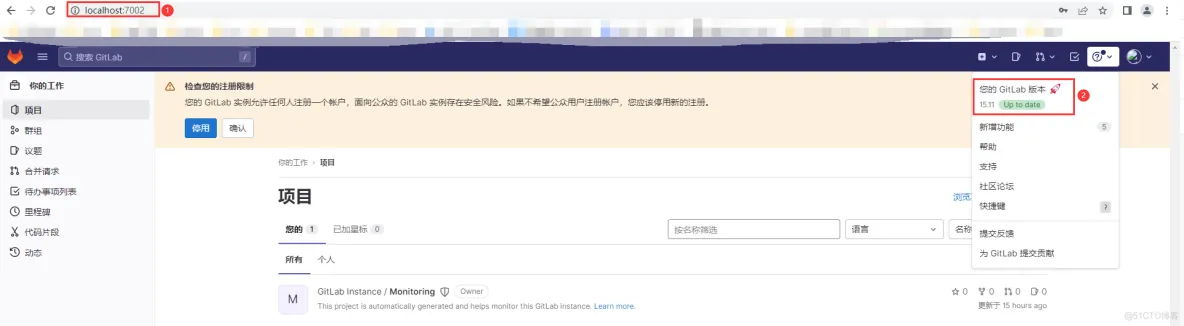 localhost:7002
1
搜索 GitLab
/
你的工作
项目
群组
议题
合并请求
待办事项列表
里程碑
代码片段
动态
检查您的注册限制
您的 GitLab 实例允许任何人注册一个帐户，面向公众的 GitLab 实例存在安全风险。如果不希望公众用户注册帐户，您应该停用新的注册。
停用
确认
您的 GitLab 版本 🚀
2
15.11 Up to date
新增功能 5
帮助
支持
社区论坛
快捷键 ?
提交反馈
为 GitLab 提交贡献
你的工作 › 项目
项目
浏览
您的 1
已加星标 0
按名称筛选
语言
名称
所有
个人
M
GitLab Instance / Monitoring
Owner
0 0 0 0
This project is automatically generated and helps monitor this GitLab instance. Learn more.
更新于 15 hours ago
@51CTO博客